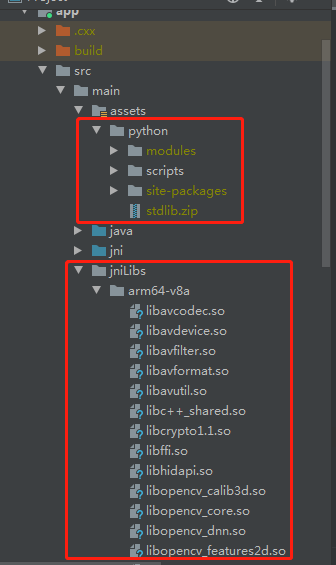 app
.cxx
build
src
main
assets
python
modules
scripts
site-packages
stdlib.zip
java
jni
jniLibs
arm64-v8a
libavcodec.so
libavdevice.so
libavfilter.so
libavformat.so
libavutil.so
libc++_shared.so
libcrypto1.1.so
libffi.so
libhidapi.so
libopencv_calib3d.so
libopencv_core.so
libopencv_dnn.so
libopencv_features2d.so